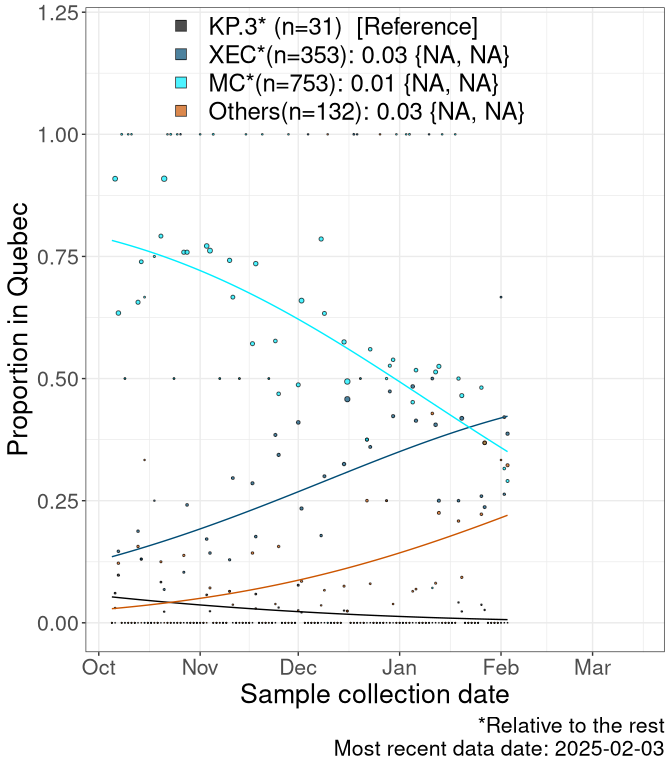 KP.3* (n=31)  [Reference]
XEC*(n=353): 0.03 {NA, NA}
MC*(n=753): 0.01 {NA, NA}
Others(n=132): 0.03 {NA, NA}
Proportion in Quebec
1.25
1.00
0.75
0.50
0.25
0.00
Oct Nov Dec Jan Feb Mar
Sample collection date
*Relative to the rest
Most recent data date: 2025-02-03